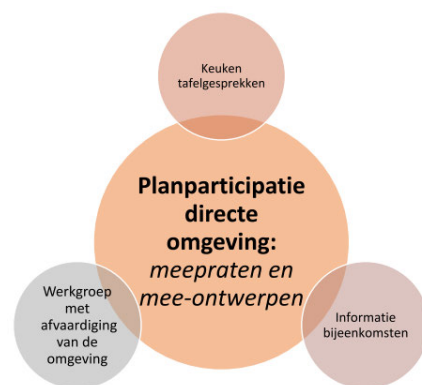 Keuken
tafelgesprekken
Planparticipatie
directe
omgeving:
meepraten en
mee-ontwerpen
Werkgroep
met
afvaardiging
van de
omgeving
Informatie
bijeenkomsten